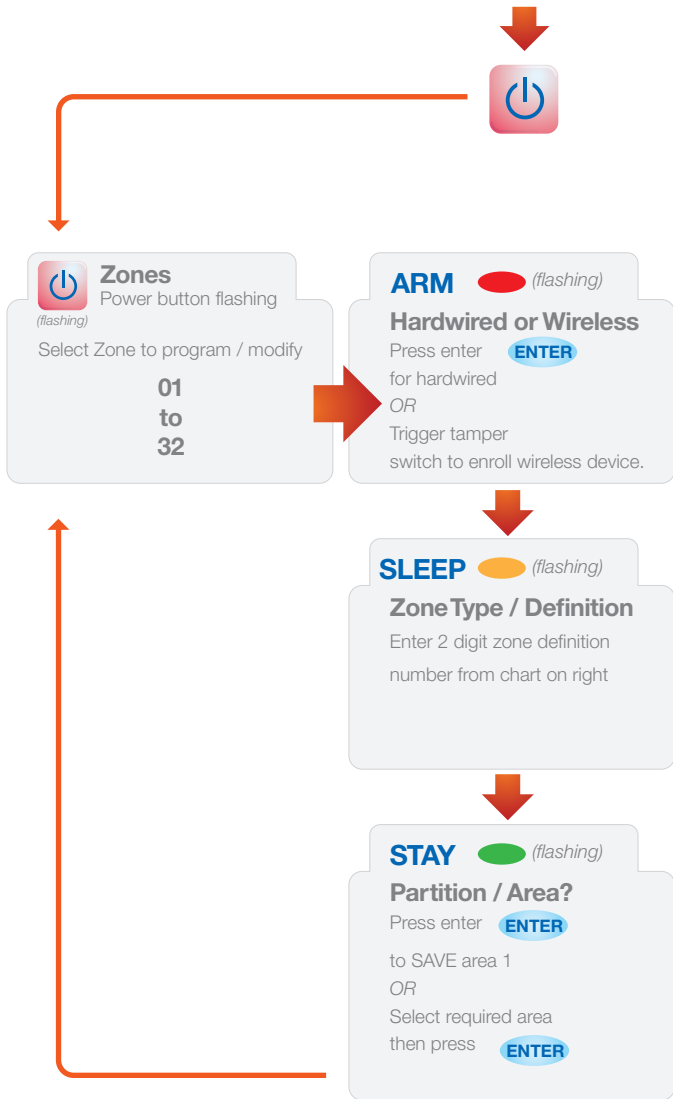 Zones
Power button flashing
(flashing)
Select Zone to program / modify
01
to
32
ARM (flashing)
Hardwired or Wireless
Press enter ENTER
for hardwired
OR
Trigger tamper
switch to enroll wireless device.
SLEEP (flashing)
Zone Type / Definition
Enter 2 digit zone definition
number from chart on right
STAY (flashing)
Partition / Area?
Press enter ENTER
to SAVE area 1
OR
Select required area
then press ENTER